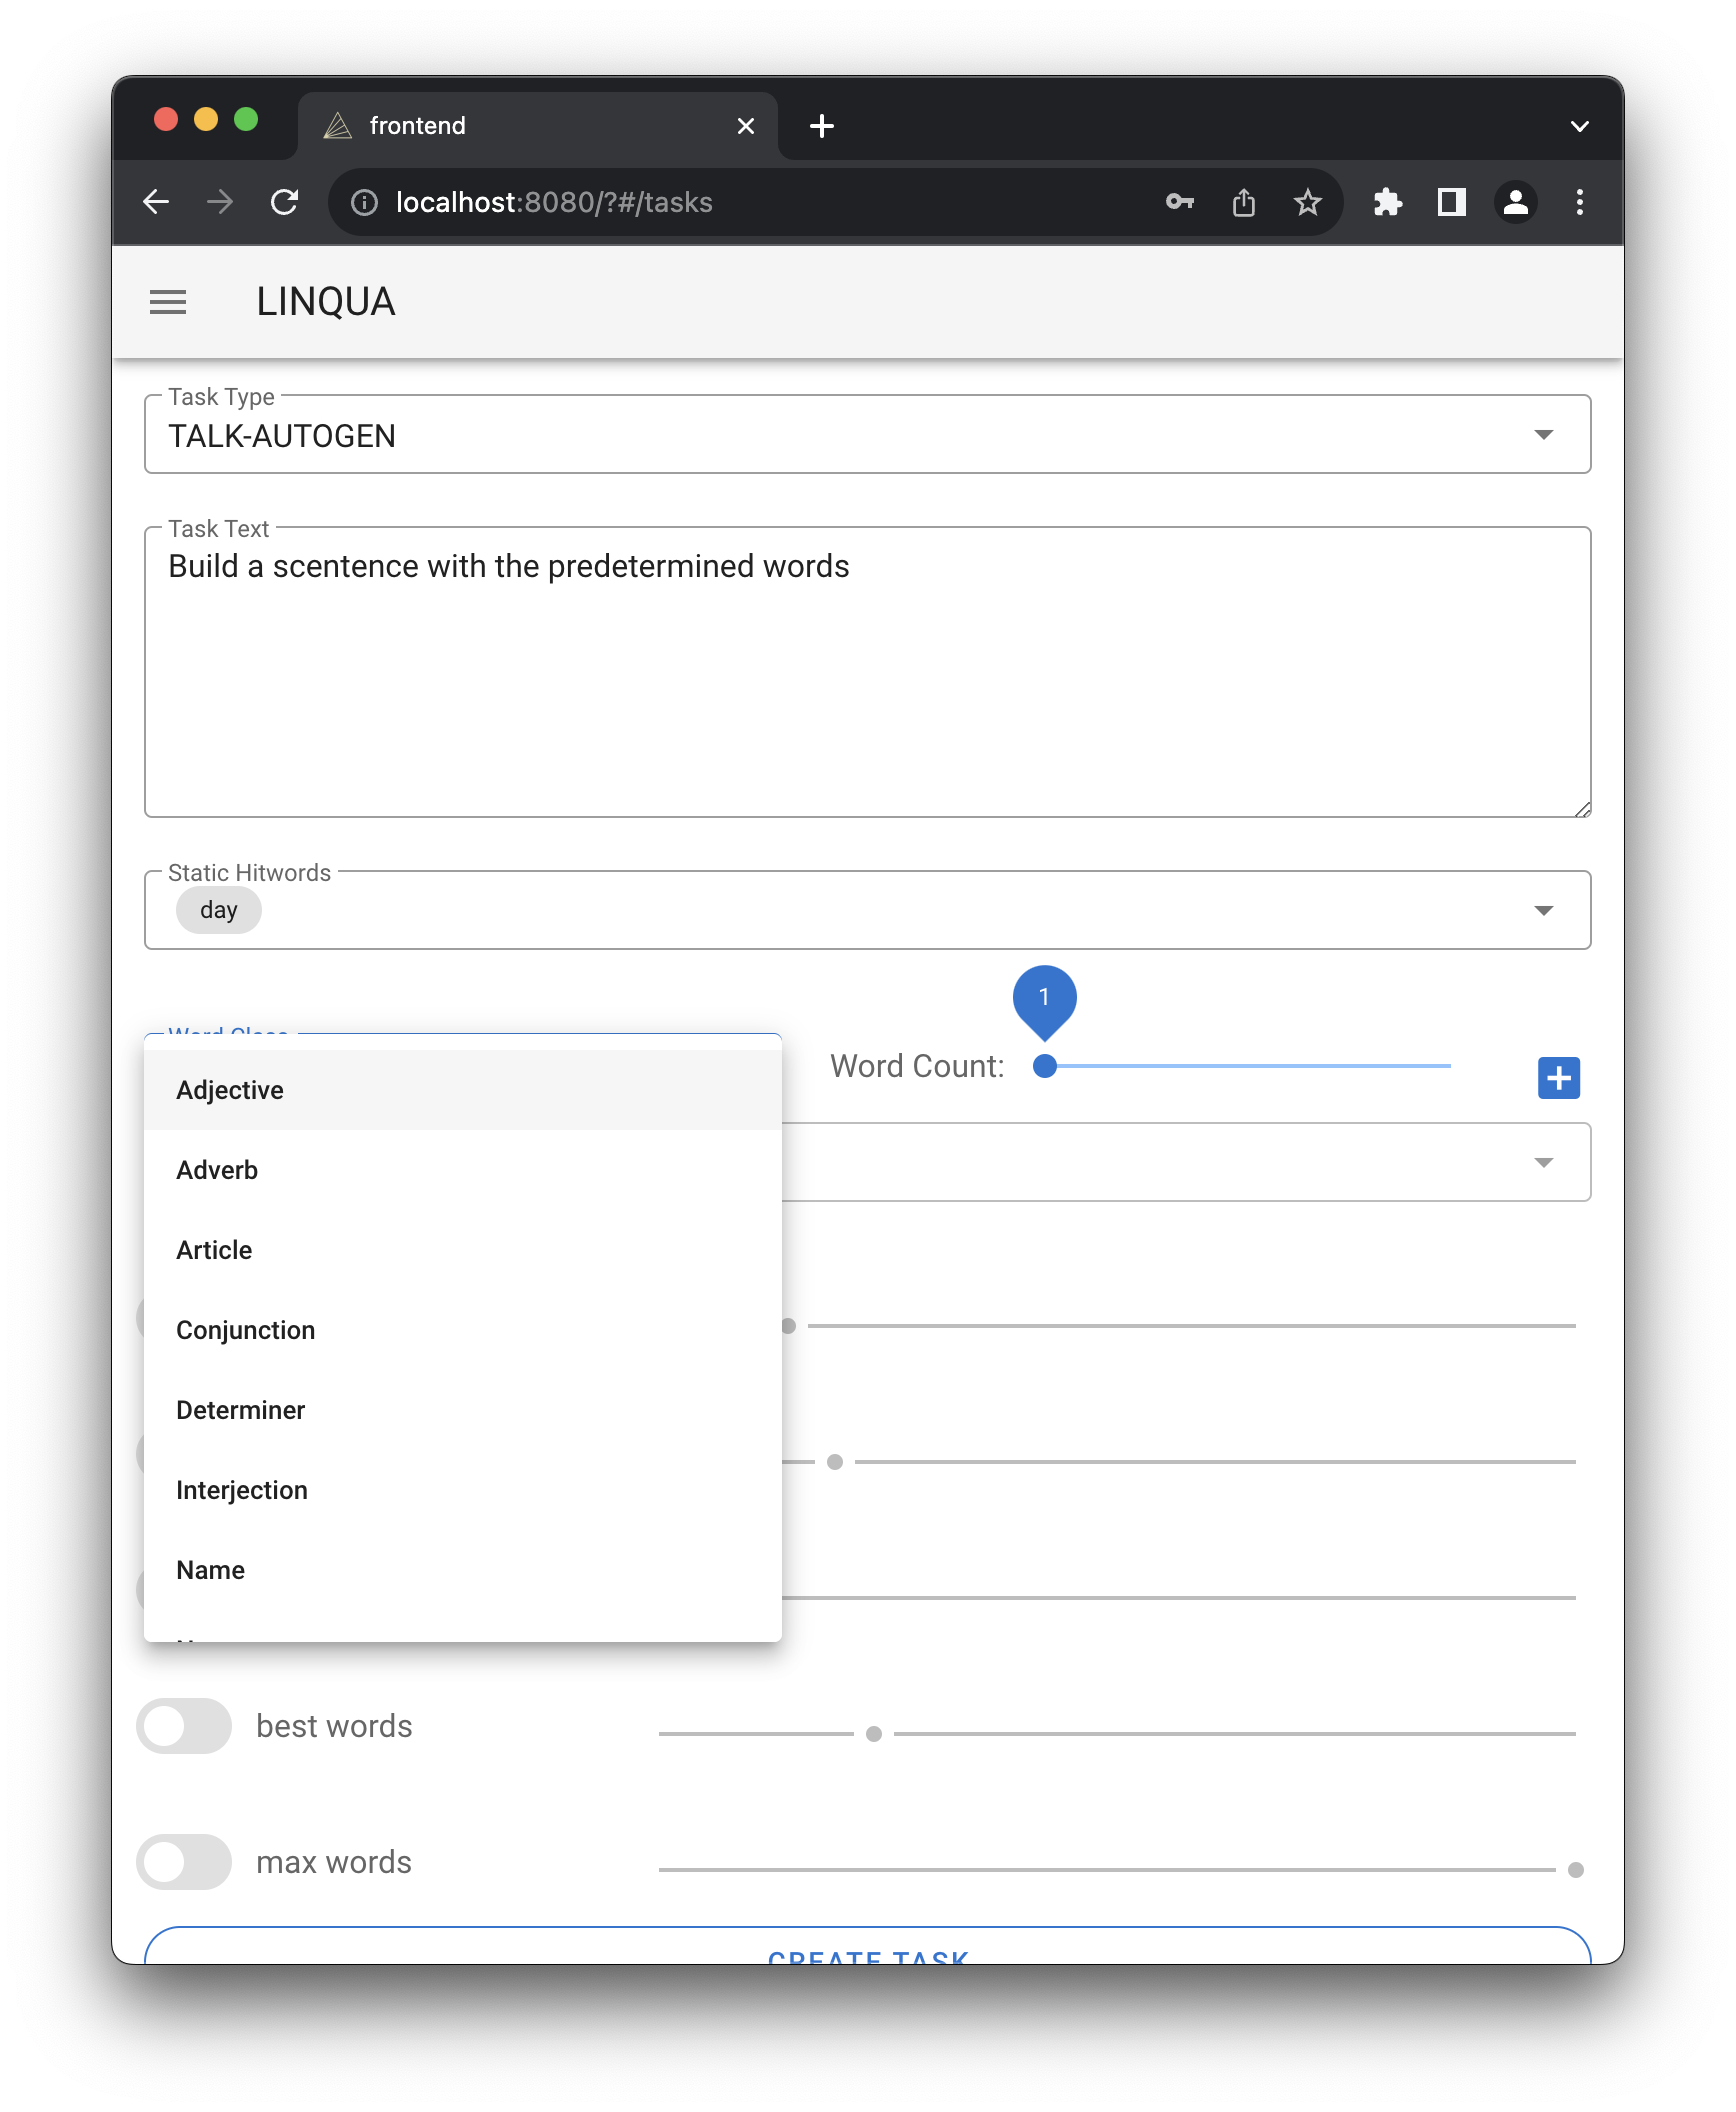 frontend
localhost:8080/?#/tasks
LINQUA
Task Type
TALK-AUTOGEN
Task Text
Build a scentence with the predetermined words
Static Hitwords
day
1
Word Class
Word Count:
Adjective
Adverb
Article
Conjunction
Determiner
Interjection
Name
best words
max words
CREATE TASK